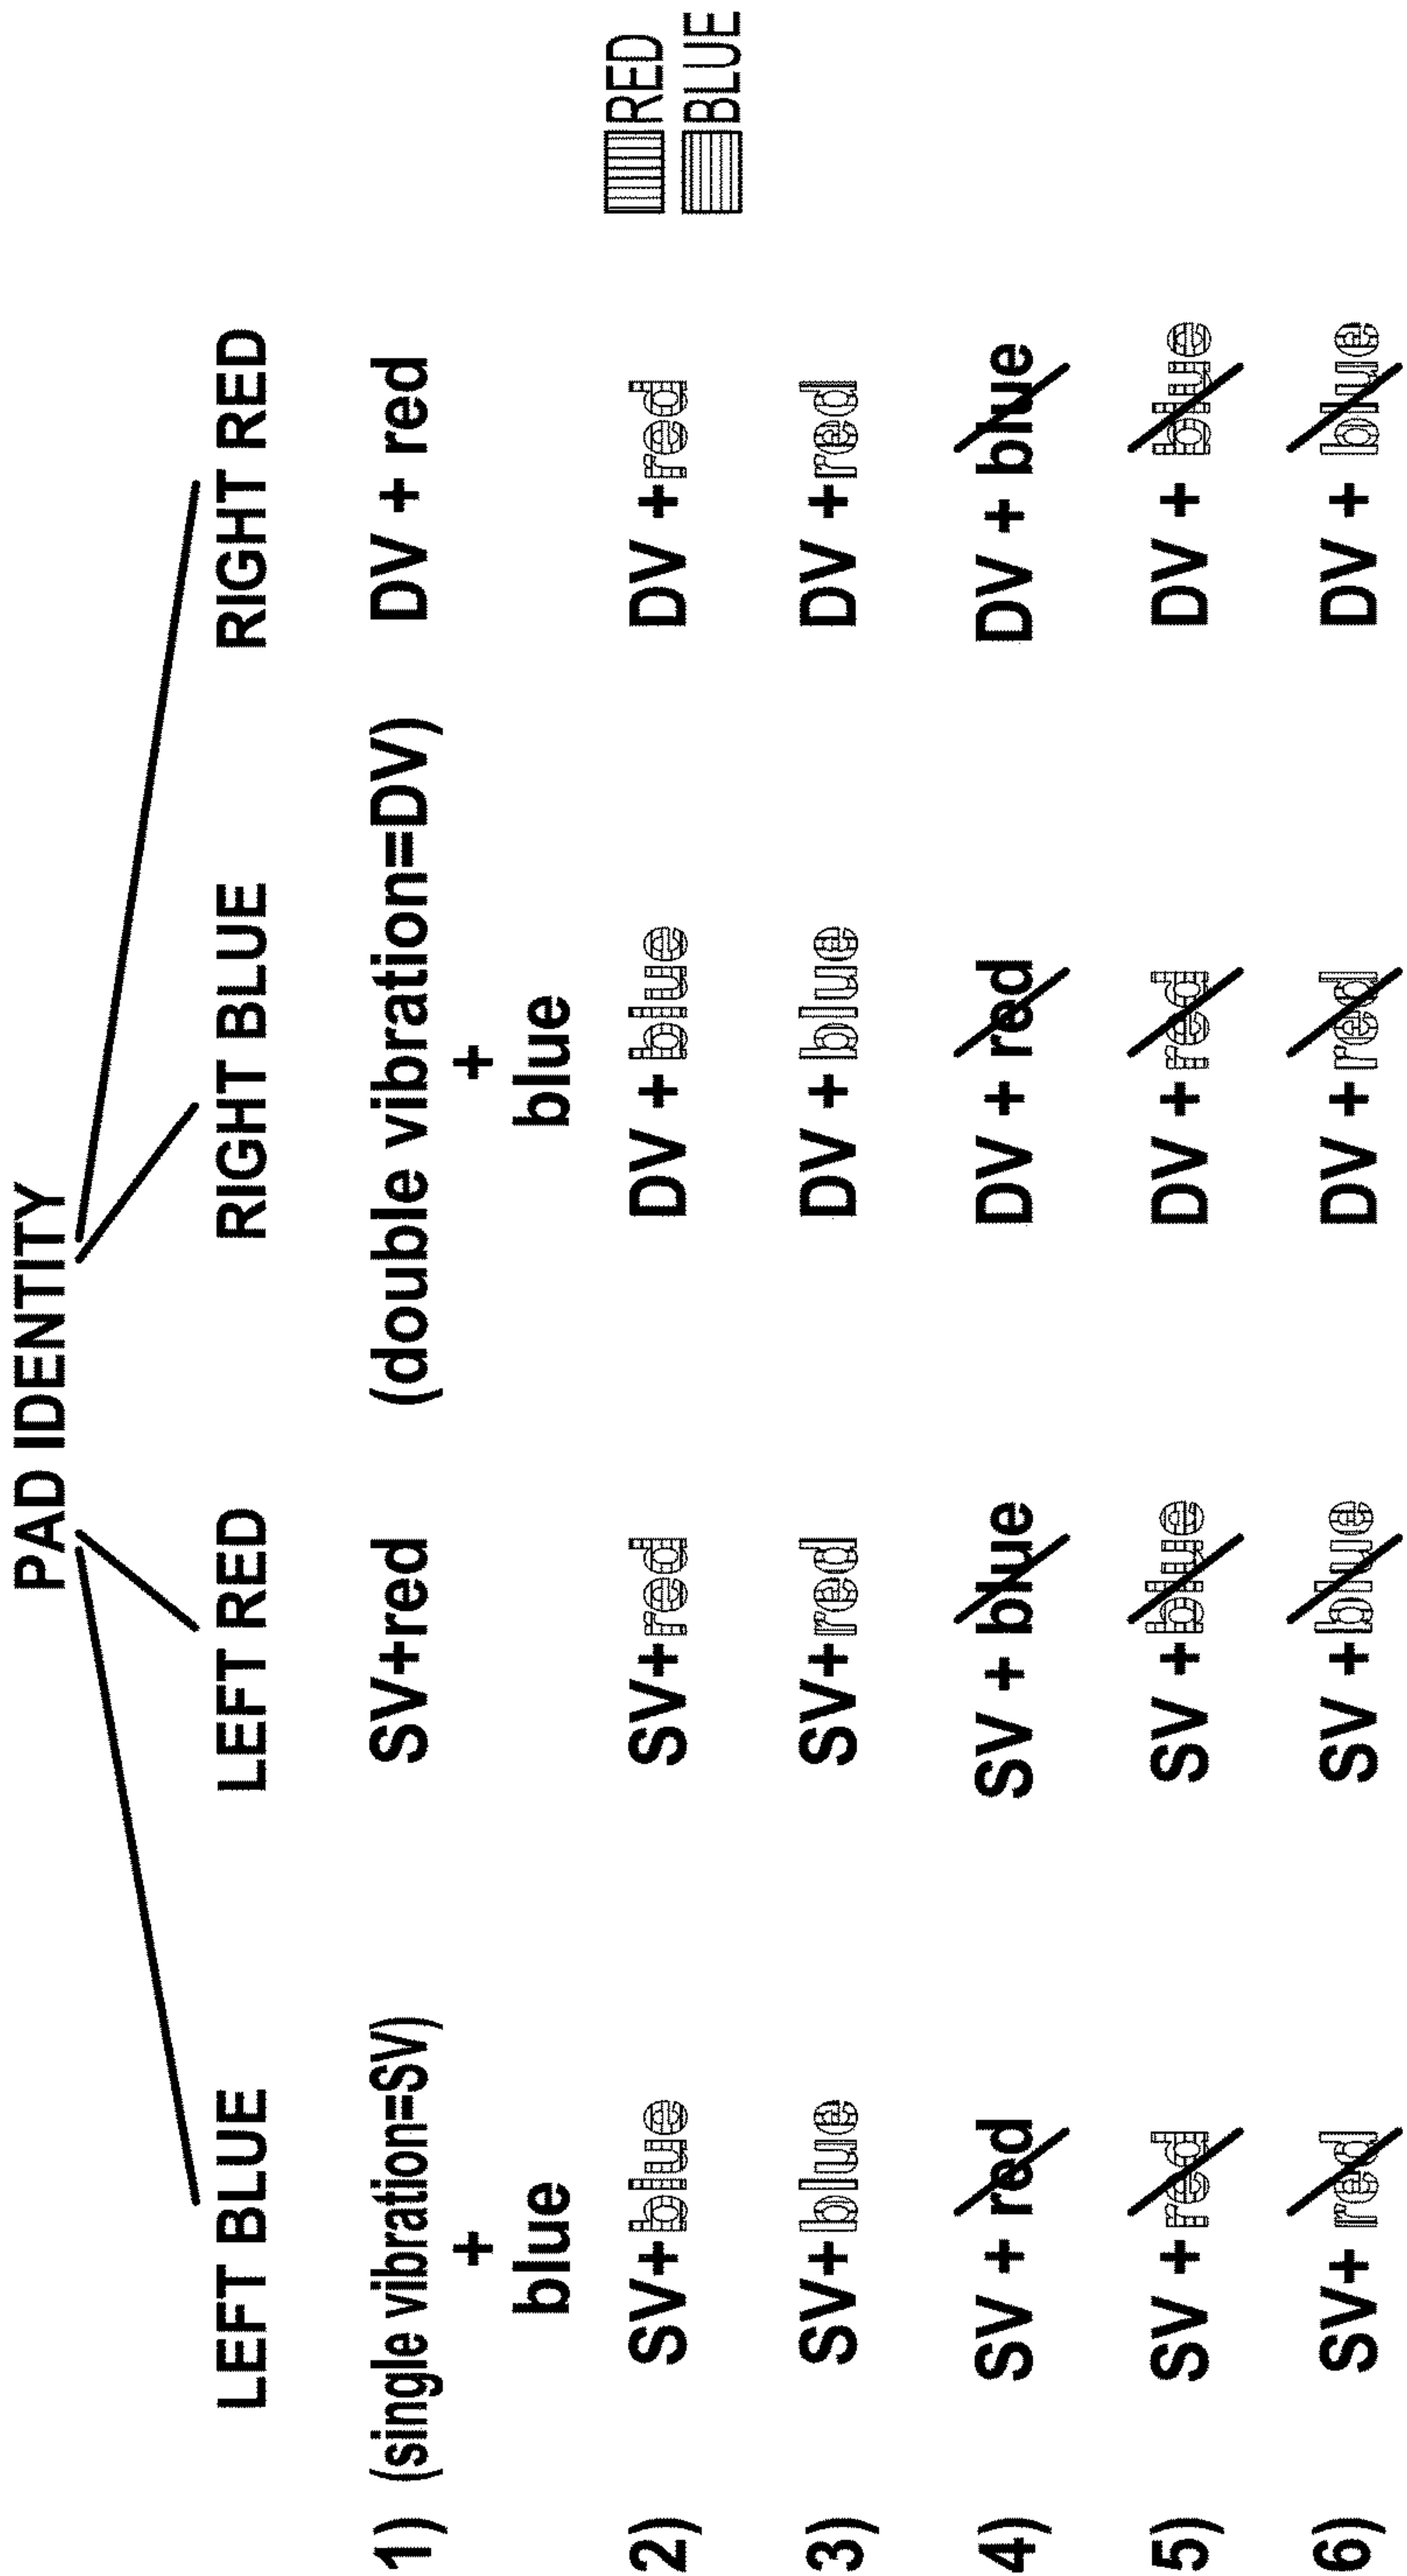 PAD IDENTITY
LEFT BLUE LEFT RED RIGHT BLUE RIGHT RED
1) (single vibration=SV) SV+red (double vibration=DV) DV + red
+ +
blue blue
RED
2) SV+blue SV+red DV + blue DV +red
BLUE
3) SV+blue SV+red DV + blue DV +red
4) SV + red SV + blue DV + red DV + blue
5) SV +red SV +blue DV +red DV + blue
6) SV+ red SV +blue DV +red DV + blue